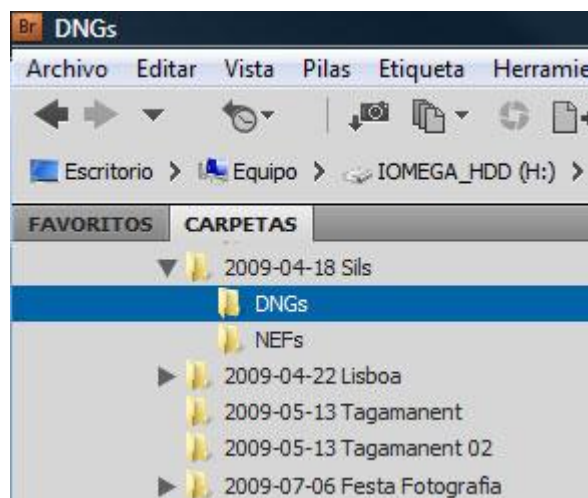 Br DNGs
Archivo Editar Vista Pilas Etiqueta Herramie
Escritorio > Equipo > IOMEGA_HDD (H:) >
FAVORITOS CARPETAS
2009-04-18 Sils
DNGs
NEFs
2009-04-22 Lisboa
2009-05-13 Tagamanent
2009-05-13 Tagamanent 02
2009-07-06 Festa Fotografia